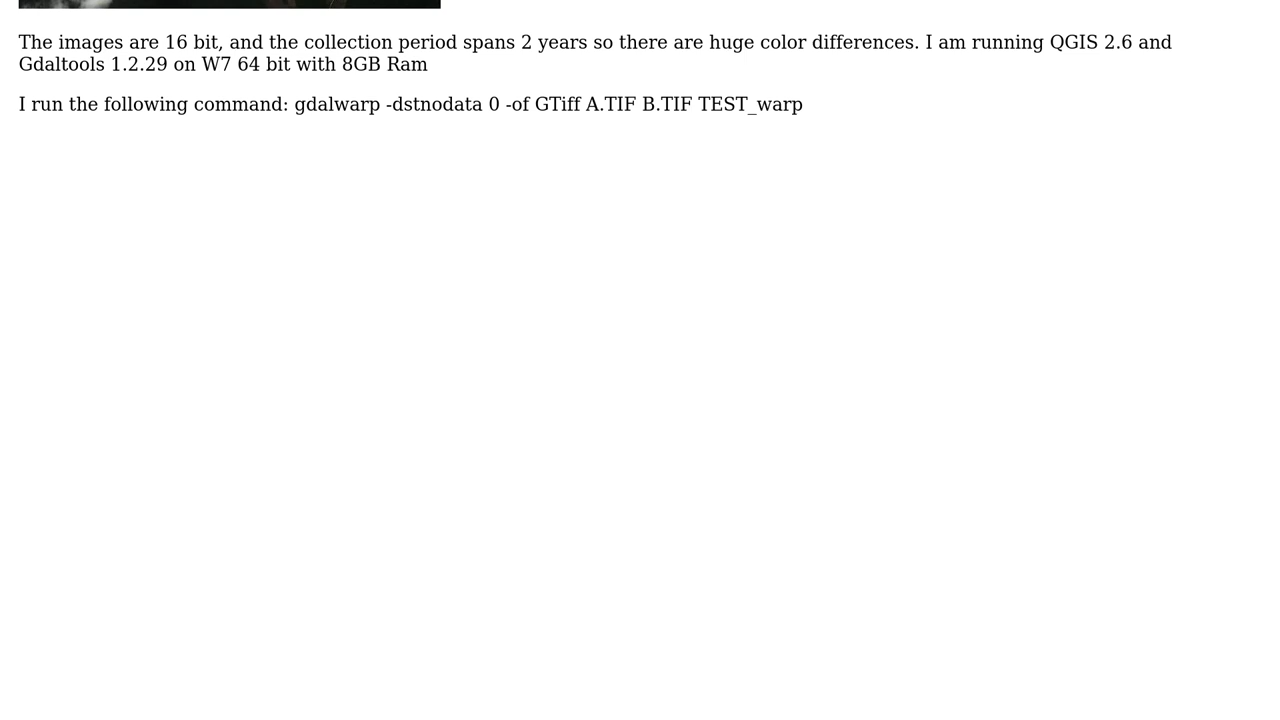 The images are 16 bit, and the collection period spans 2 years so there are huge color differences. I am running QGIS 2.6 and
Gdaltools 1.2.29 on W7 64 bit with 8GB Ram
I run the following command: gdalwarp -dstnodata 0 -of GTiff A.TIF B.TIF TEST_warp